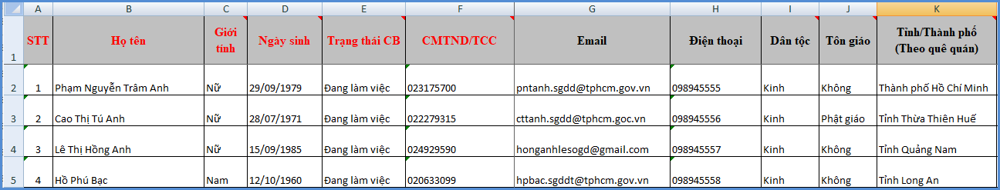 A B C D E F G H I J K
1 STT Họ tên Giới tính Ngày sinh Trạng thái CB CMTND/TCC Email Điện thoại Dân tộc Tôn giáo Tỉnh/Thành phố (Theo quê quán)
2 1 Phạm Nguyễn Trâm Anh Nữ 29/09/1979 Đang làm việc 023175700 pntanh.sgdd@tphcm.gov.vn 098945555 Kinh Không Thành phố Hồ Chí Minh
3 2 Cao Thị Tú Anh Nữ 28/07/1971 Đang làm việc 022279315 cttanh.sgdd@tphcm.goc.vn 098945556 Kinh Phật giáo Tỉnh Thừa Thiên Huế
4 3 Lê Thị Hồng Anh Nữ 15/09/1985 Đang làm việc 024929590 honganhlesogd@gmail.com 098945557 Kinh Không Tỉnh Quảng Nam
5 4 Hồ Phú Bạc Nam 12/10/1960 Đang làm việc 020633099 hpbac.sgddt@tphcm.gov.vn 098945558 Kinh Không Tỉnh Long An